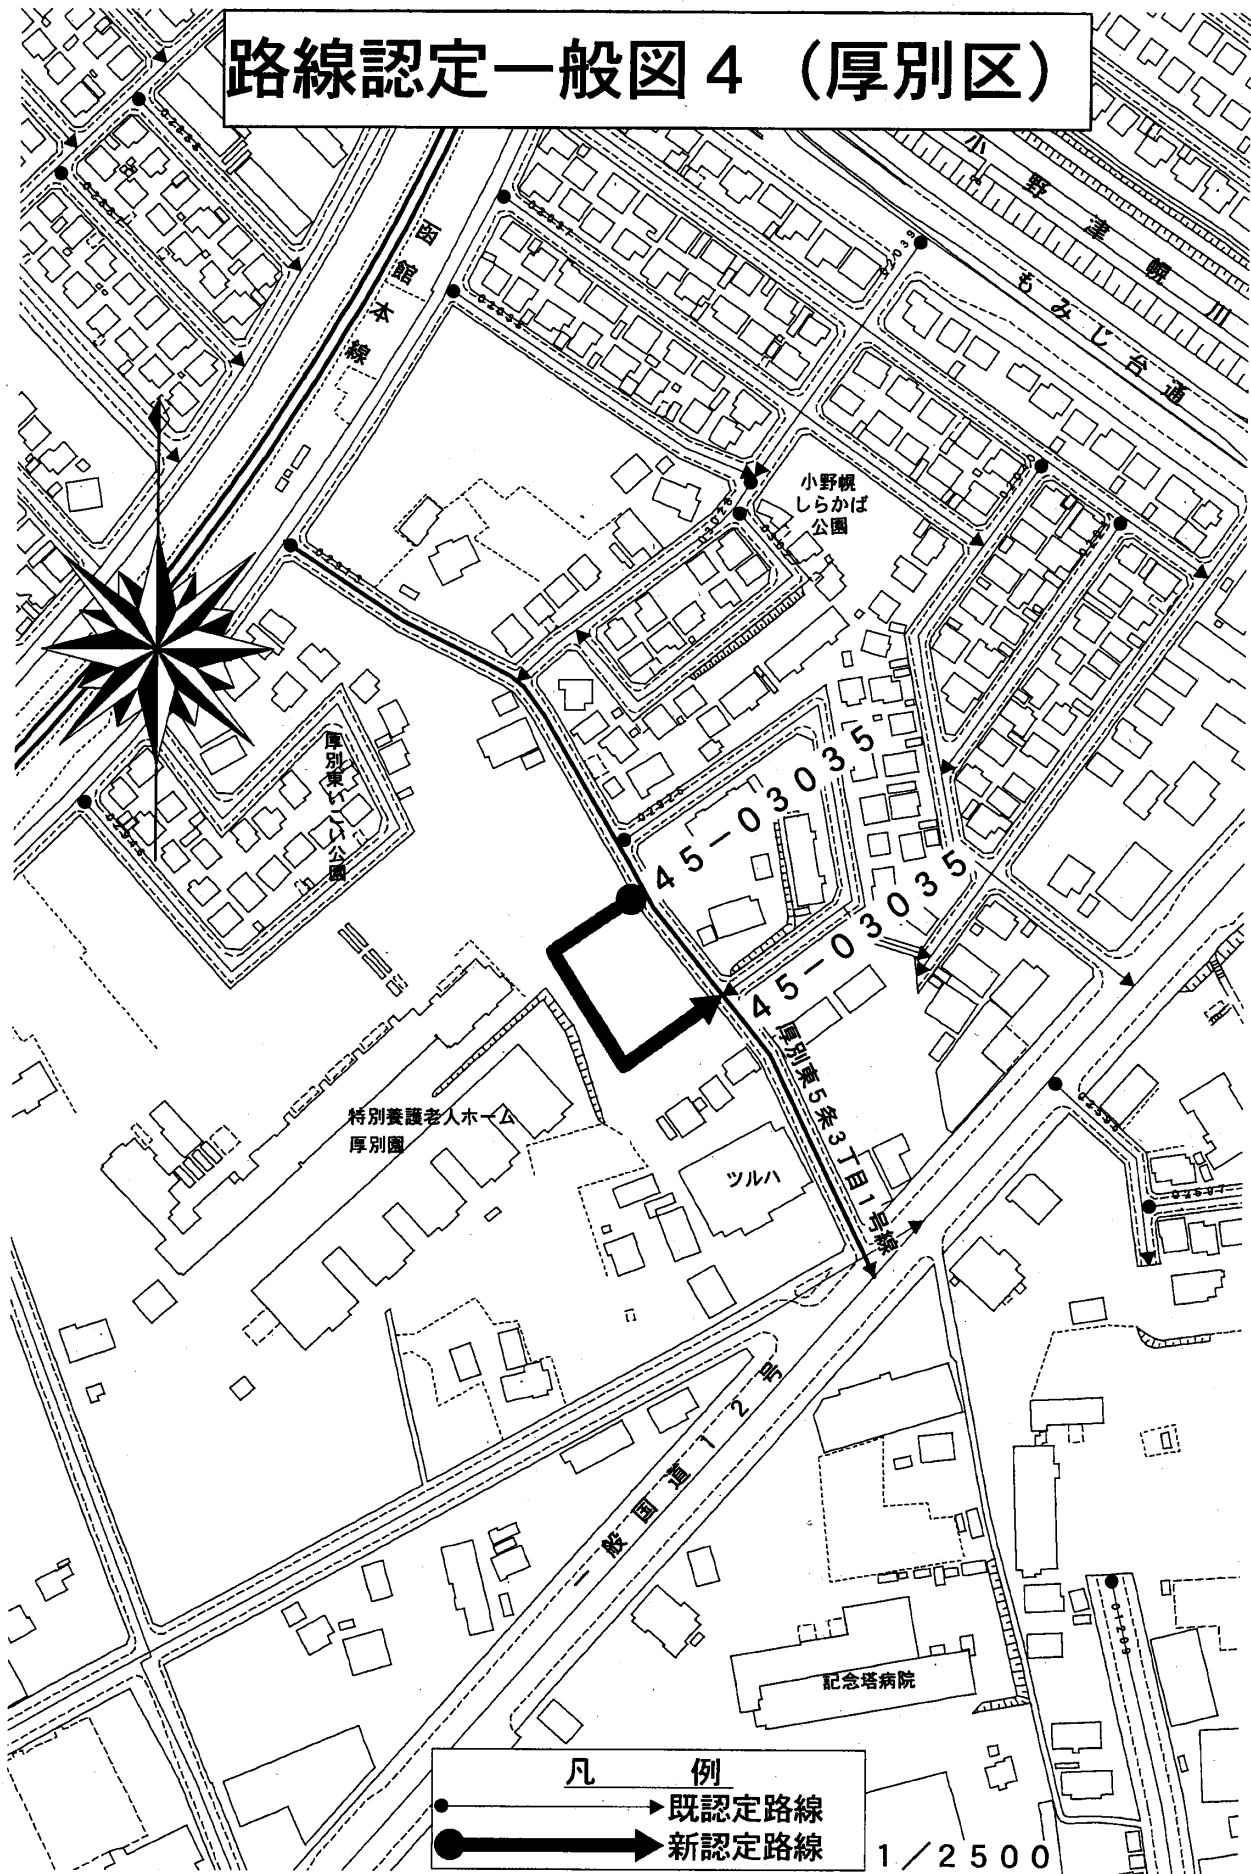 路線認定一般図４（厚別区）
小野津幌川
函館本線
もみじ台通
小野幌
しらかば
公園
厚別東いこい公園
４５－０３０３５
４５－０３０３５
厚別東５条３丁目１号線
特別養護老人ホーム
厚別園
ツルハ
一般国道１２号
記念塔病院
凡　例
既認定路線
新認定路線
１／２５００